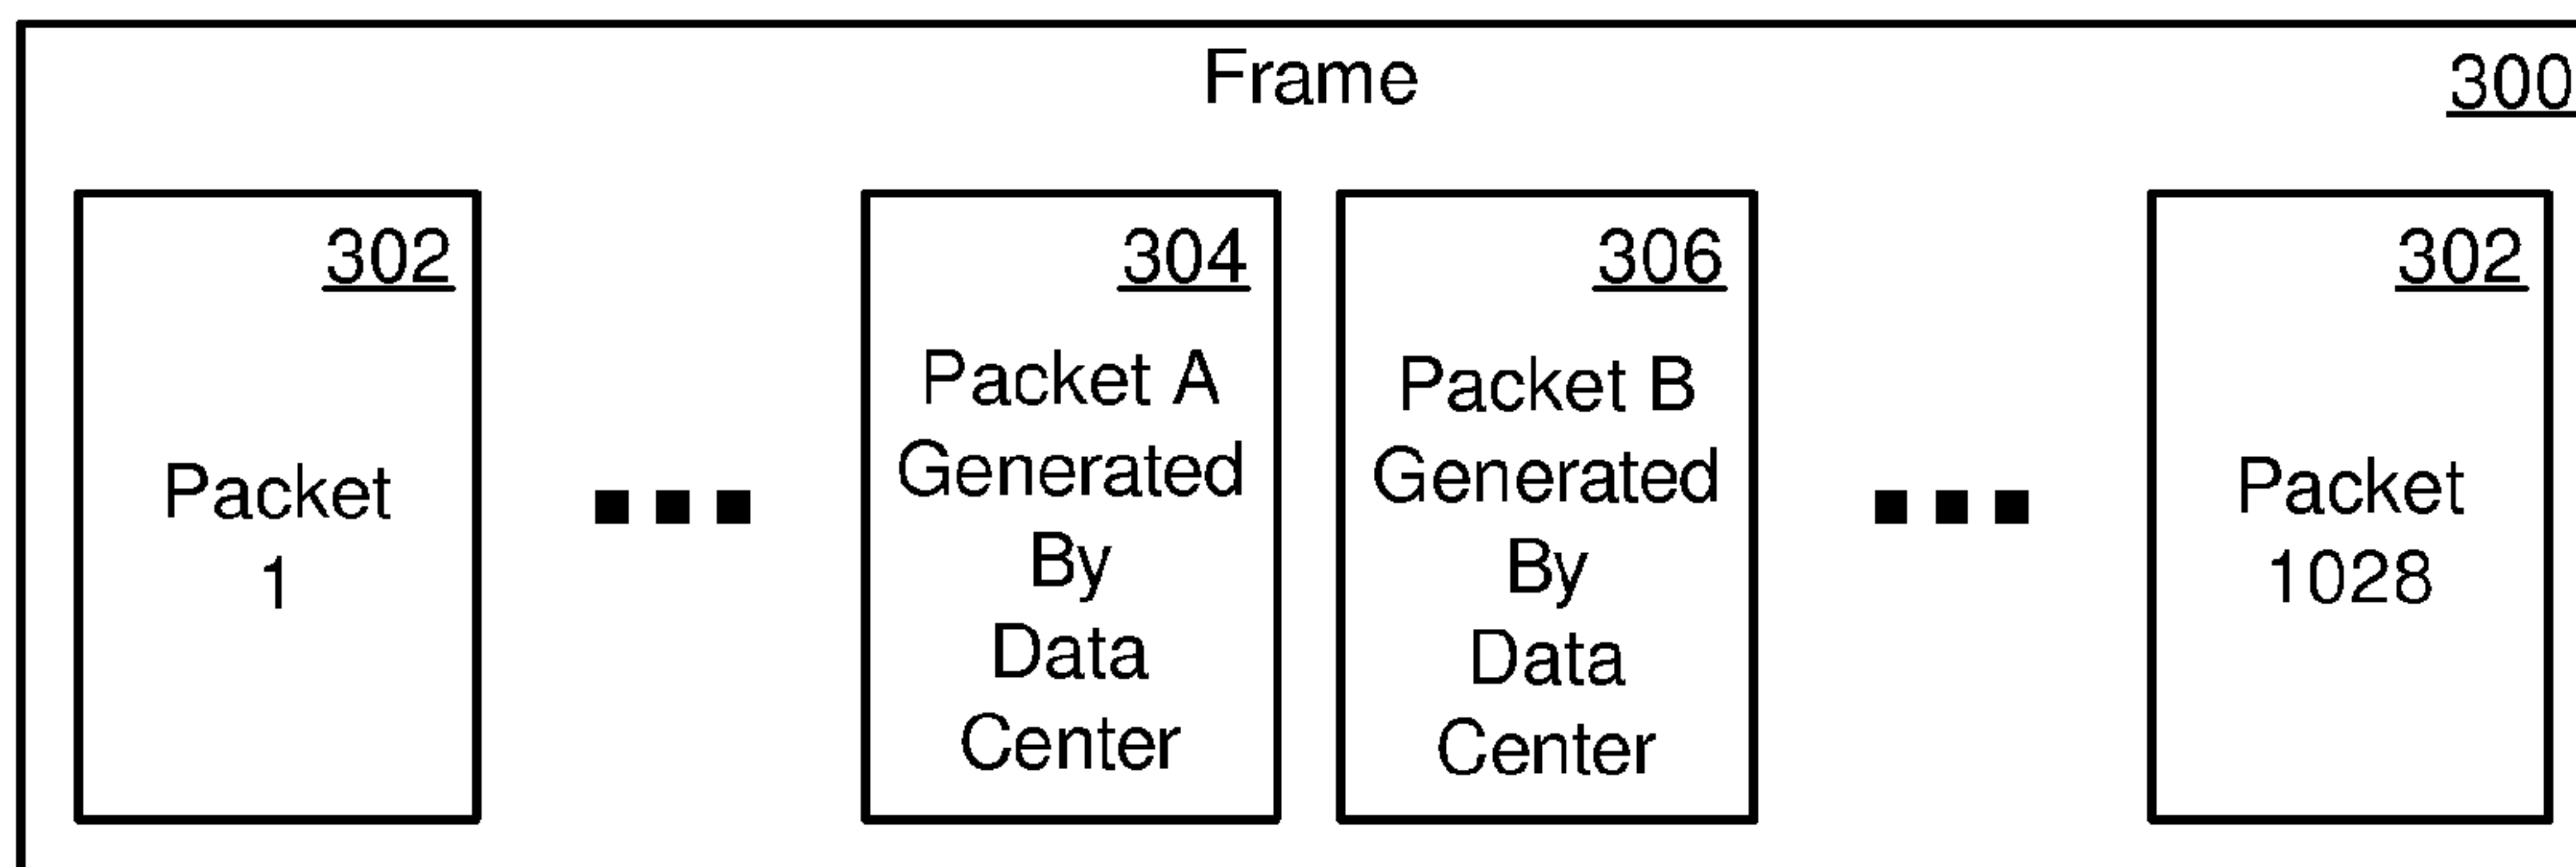 Frame
300
302
Packet
1
304
Packet A
Generated
By
Data
Center
306
Packet B
Generated
By
Data
Center
302
Packet
1028